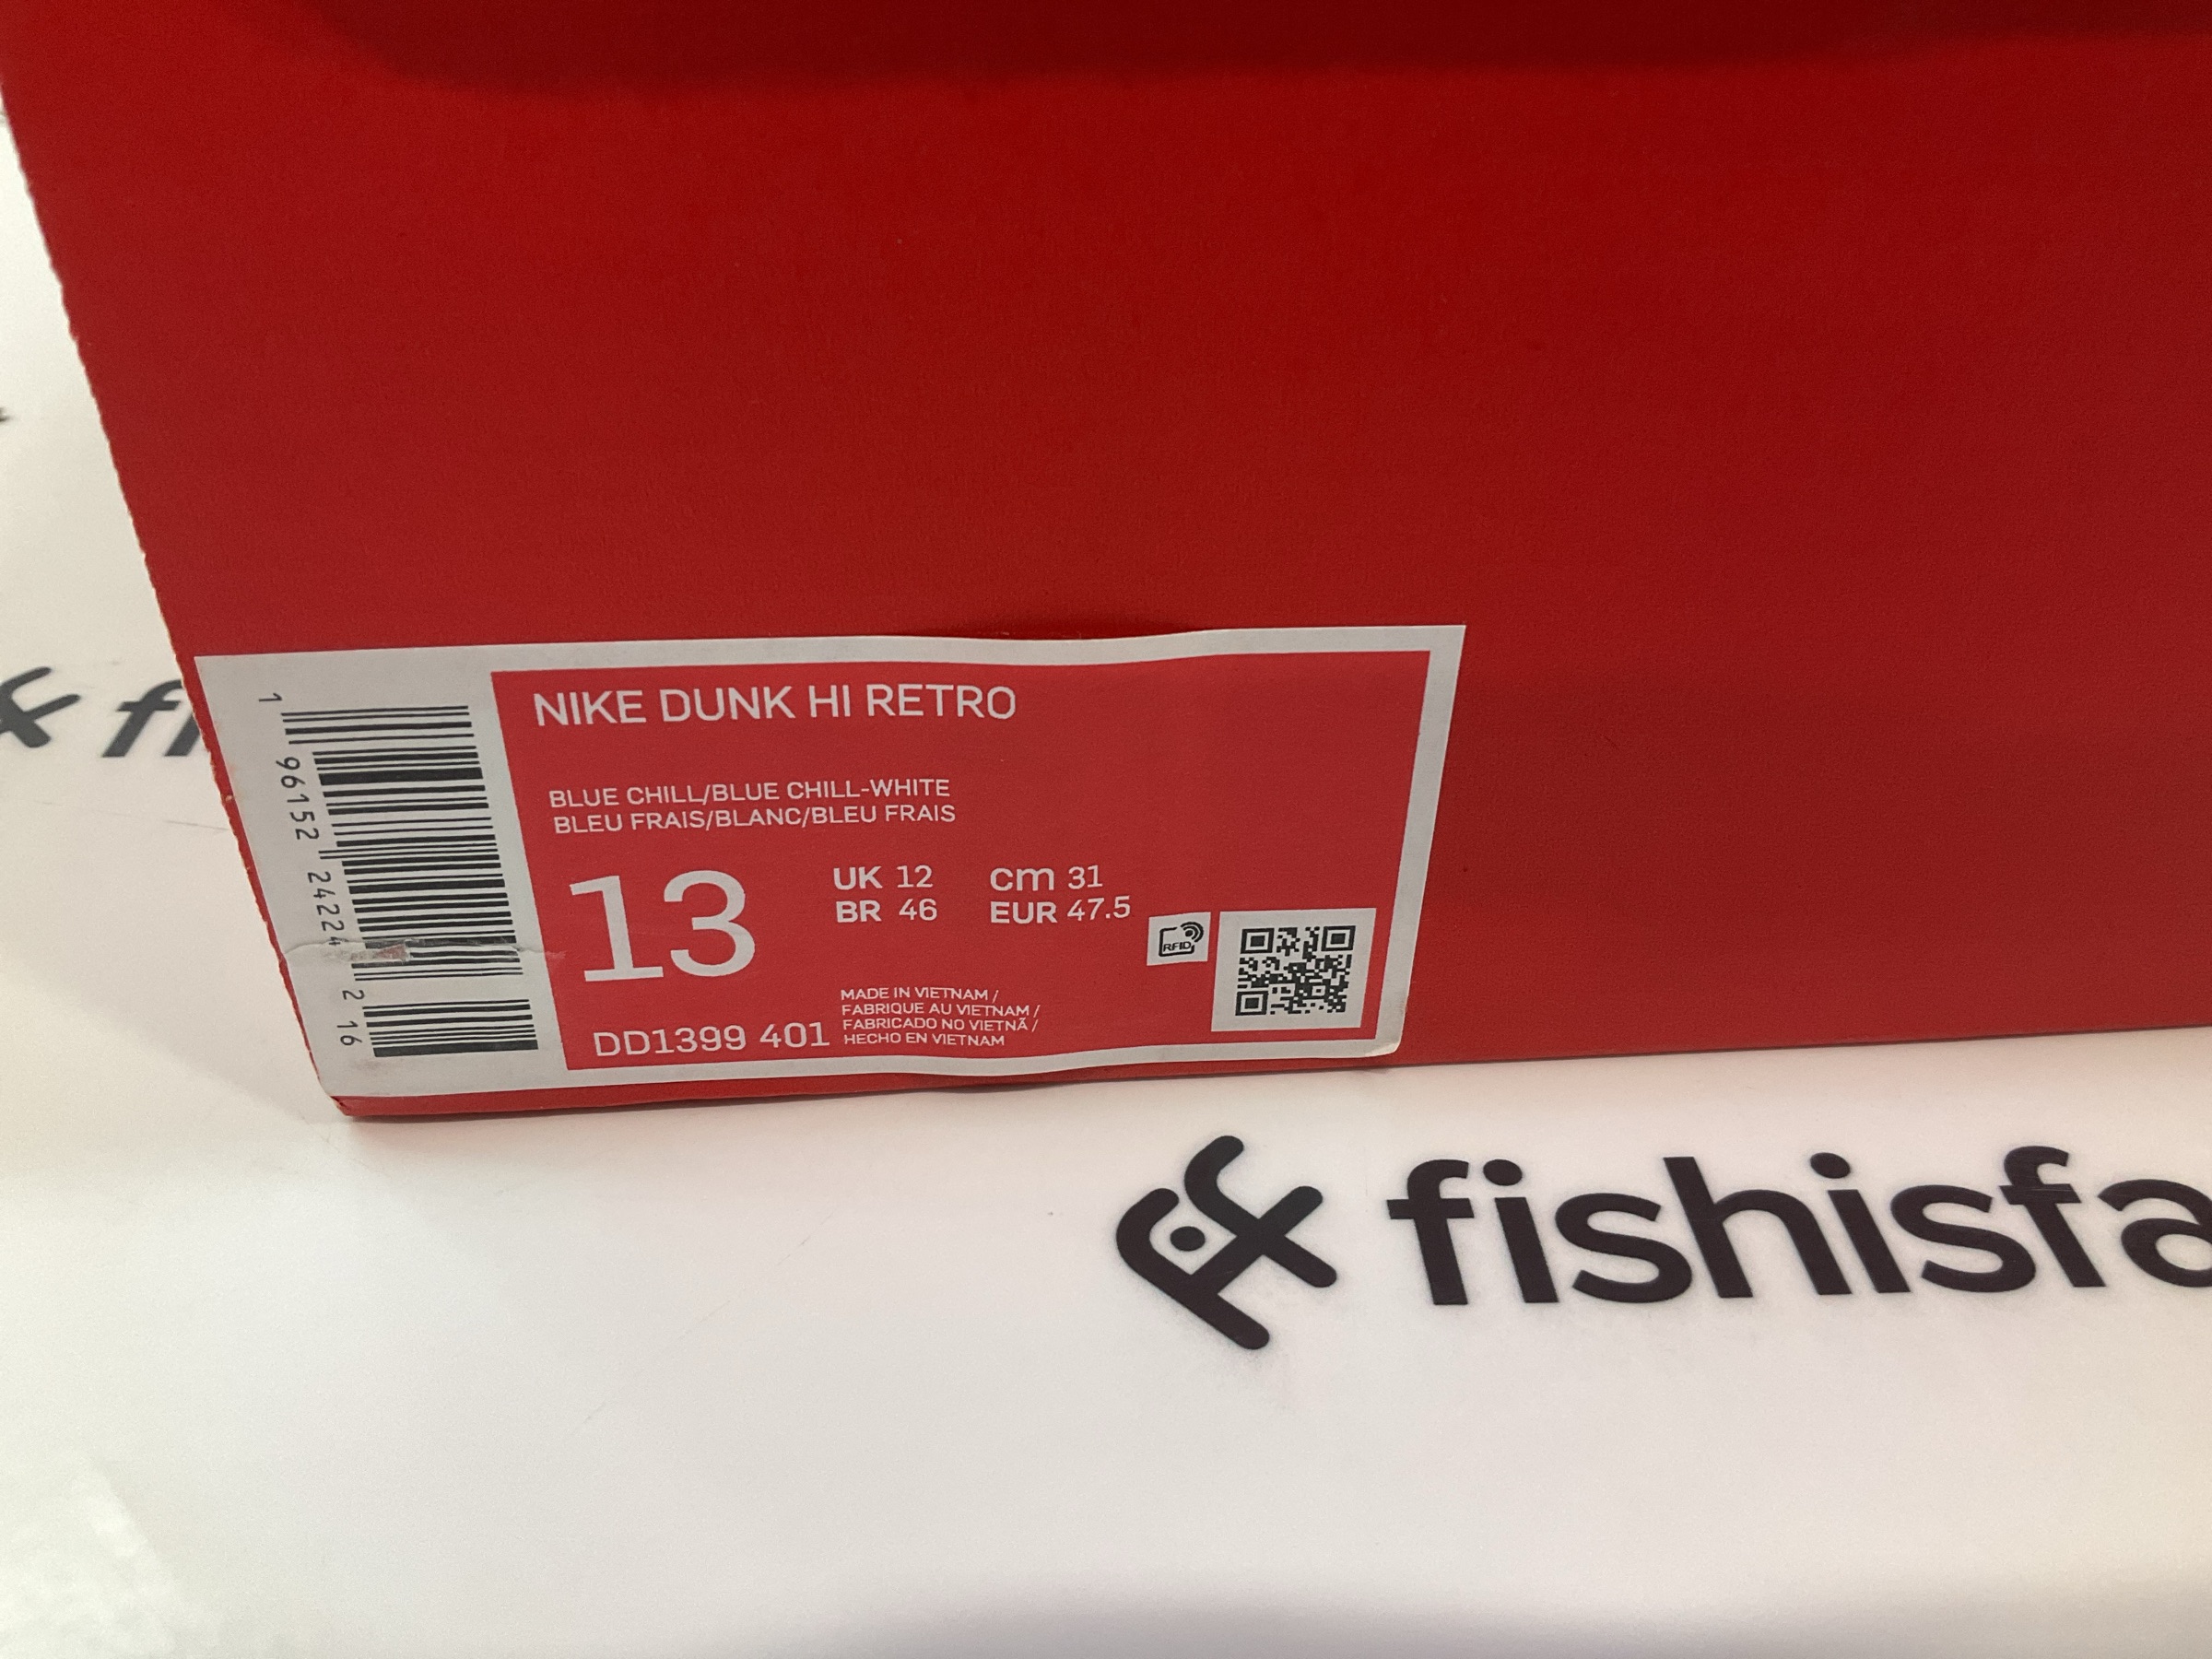 NIKE DUNK HI RETRO
BLUE CHILL/BLUE CHILL-WHITE
BLEU FRAIS/BLANC/BLEU FRAIS
13
UK 12
BR 46
cm 31
EUR 47.5
RFID
MADE IN VIETNAM /
FABRIQUE AU VIETNAM /
FABRICADO NO VIETNÃ /
HECHO EN VIETNAM
DD1399 401
1 96152 24224 2 16
fi
fishisfa